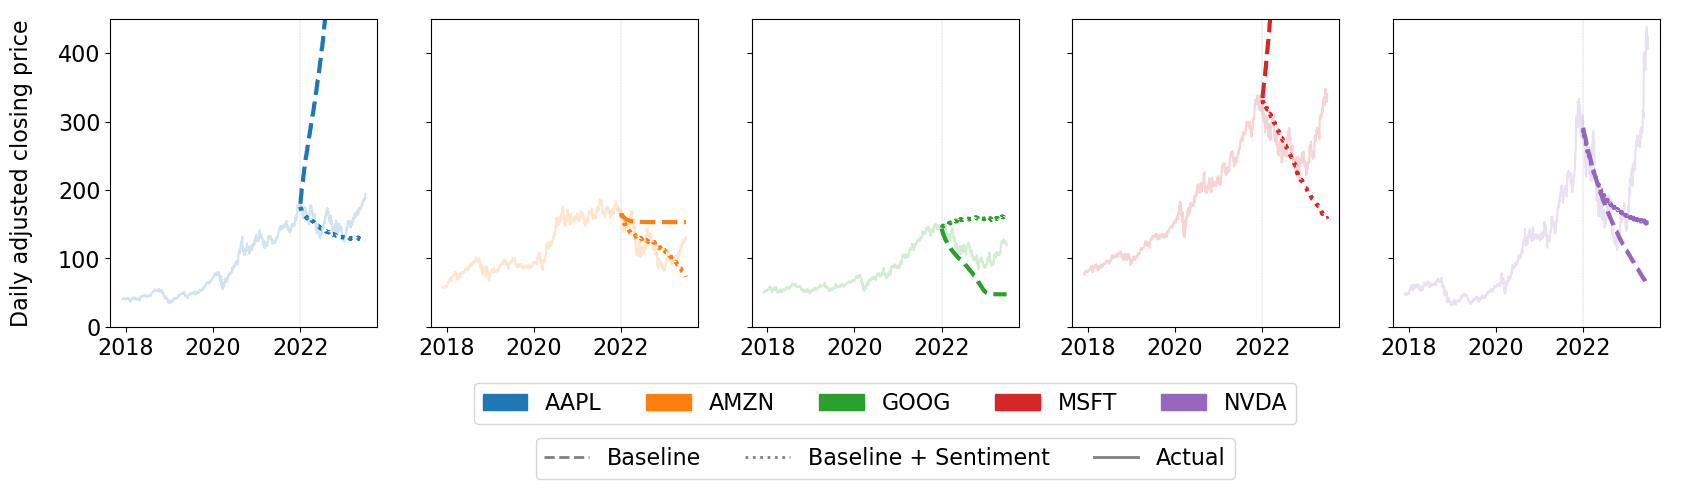 Daily adjusted closing price
400
300
200
100
0
2018 2020 2022
2018 2020 2022
2018 2020 2022
2018 2020 2022
2018 2020 2022
AAPL AMZN GOOG MSFT NVDA
Baseline Baseline + Sentiment Actual